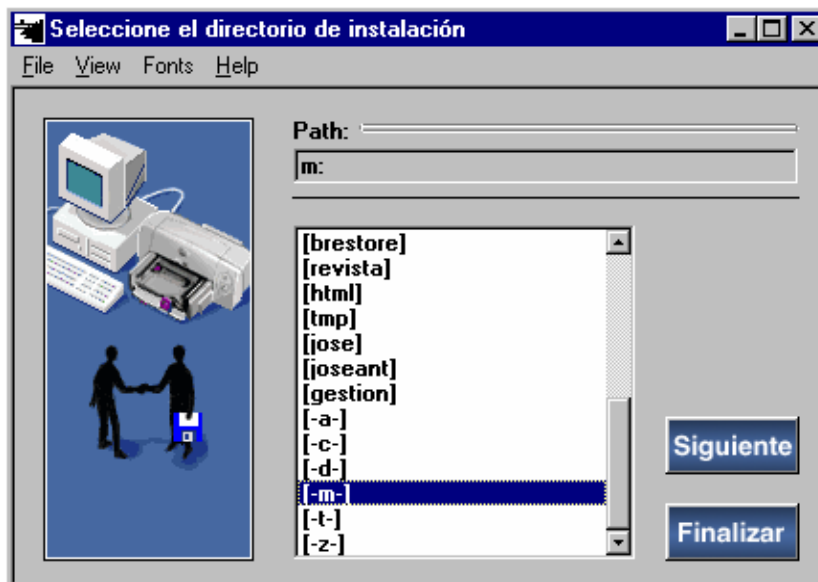 Seleccione el directorio de instalación
File View Fonts Help
Path:
m:
[brestore]
[revista]
[html]
[tmp]
[jose]
[joseant]
[gestion]
[-a-]
[-c-]
[-d-]
[-m-]
[-t-]
[-z-]
Siguiente
Finalizar